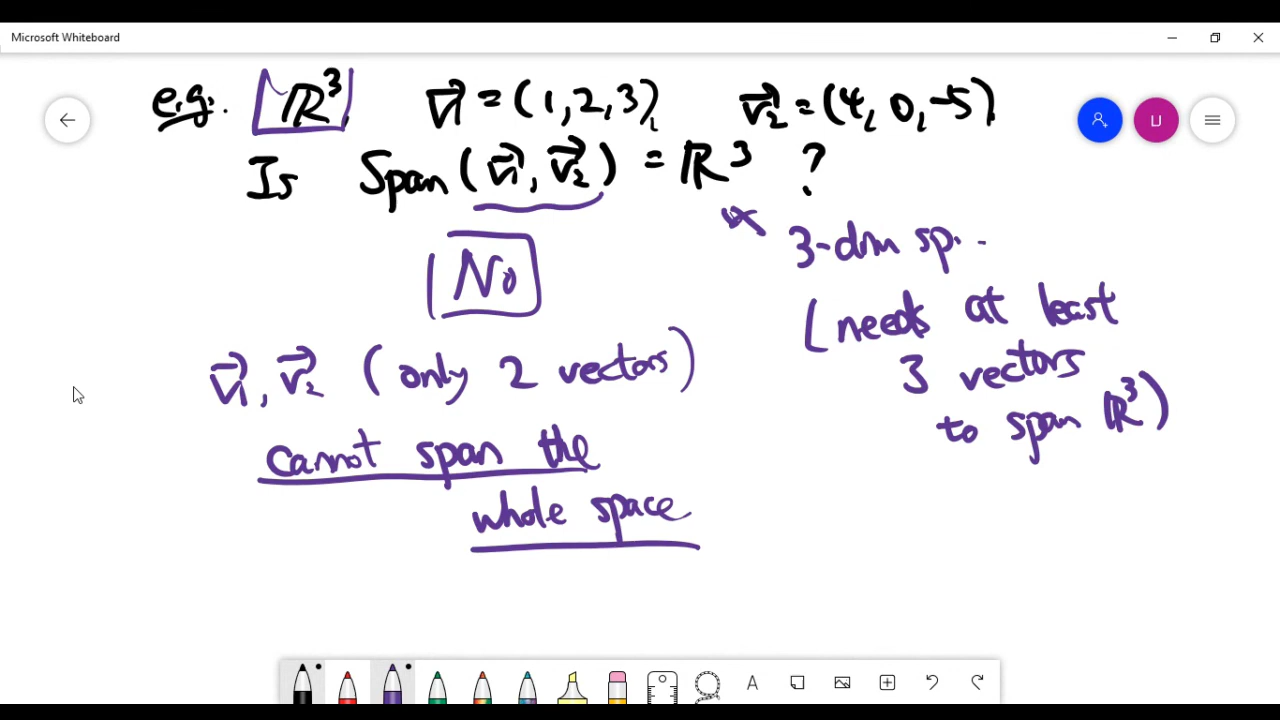 Microsoft Whiteboard
e.g. ℝ³ v⃗₁ = (1, 2, 3), v⃗₂ = (4, 0, -5).
Is Span(v⃗₁, v⃗₂) = ℝ³ ?
3-dim sp.
No
(needs at least
3 vectors
to span ℝ³)
v⃗₁, v⃗₂ (only 2 vectors)
cannot span the
whole space